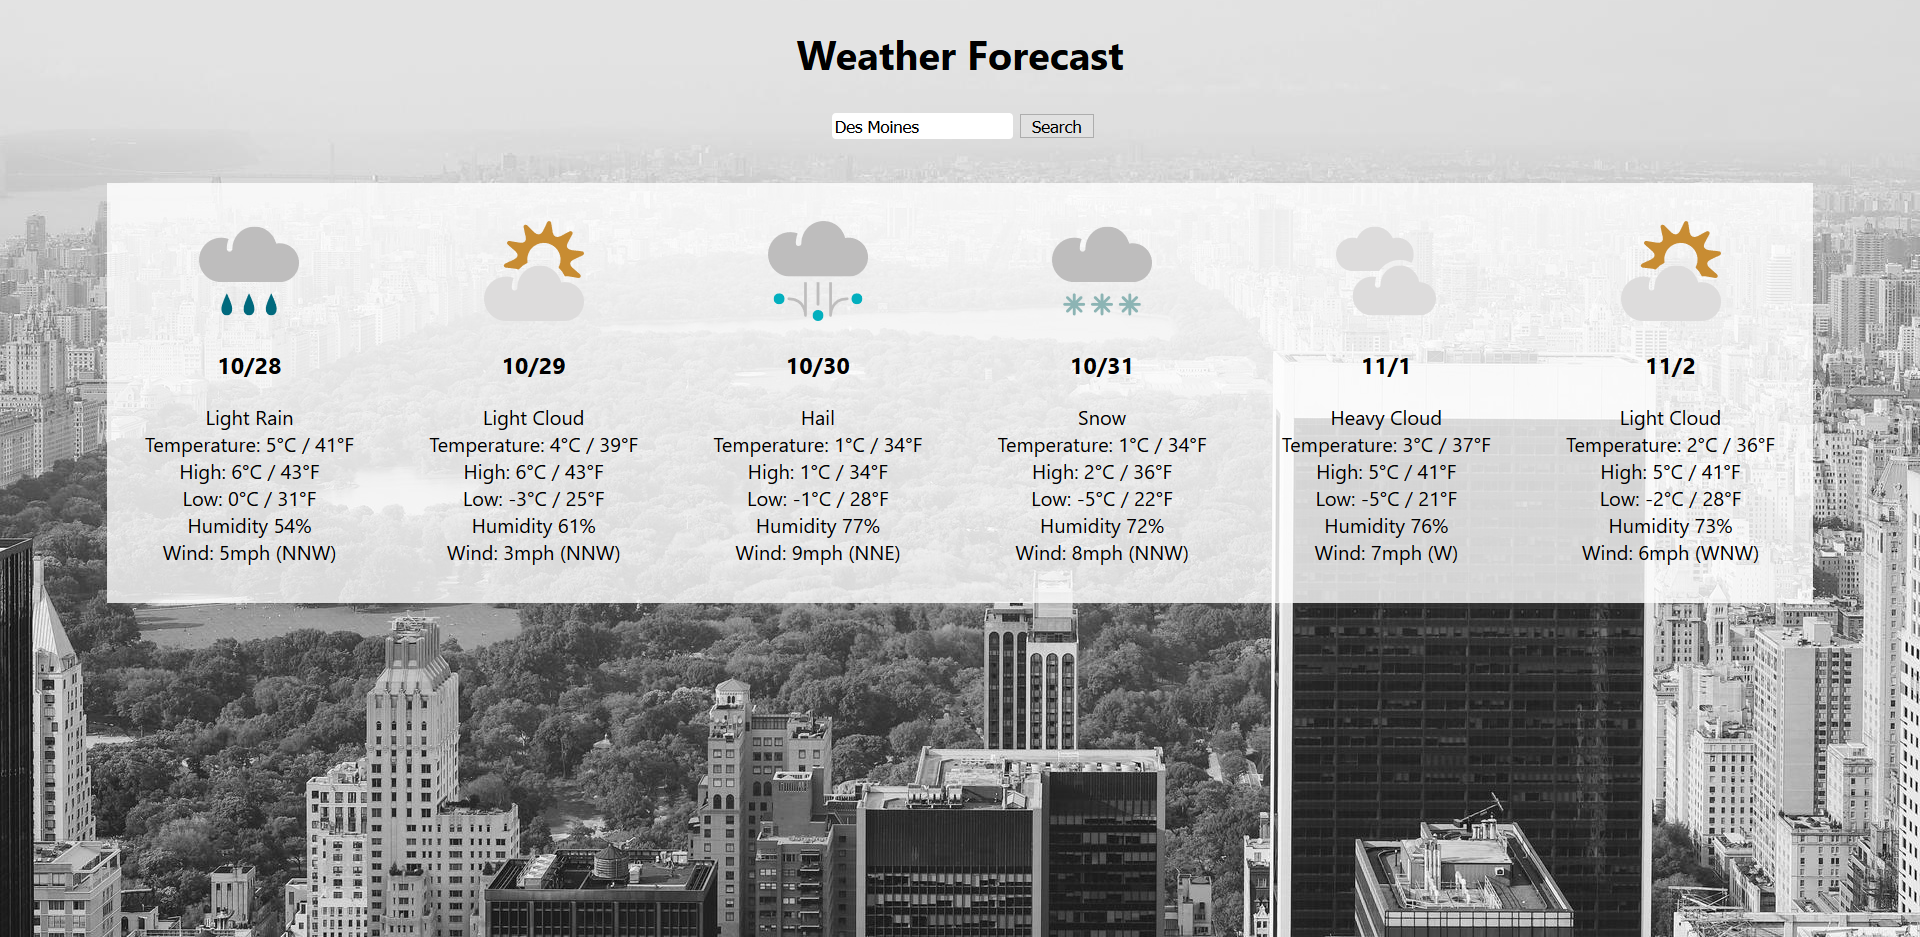 Weather Forecast
Des Moines
Search
10/28
Light Rain
Temperature: 5°C / 41°F
High: 6°C / 43°F
Low: 0°C / 31°F
Humidity 54%
Wind: 5mph (NNW)
10/29
Light Cloud
Temperature: 4°C / 39°F
High: 6°C / 43°F
Low: -3°C / 25°F
Humidity 61%
Wind: 3mph (NNW)
10/30
Hail
Temperature: 1°C / 34°F
High: 1°C / 34°F
Low: -1°C / 28°F
Humidity 77%
Wind: 9mph (NNE)
10/31
Snow
Temperature: 1°C / 34°F
High: 2°C / 36°F
Low: -5°C / 22°F
Humidity 72%
Wind: 8mph (NNW)
11/1
Heavy Cloud
Temperature: 3°C / 37°F
High: 5°C / 41°F
Low: -5°C / 21°F
Humidity 76%
Wind: 7mph (W)
11/2
Light Cloud
Temperature: 2°C / 36°F
High: 5°C / 41°F
Low: -2°C / 28°F
Humidity 73%
Wind: 6mph (WNW)